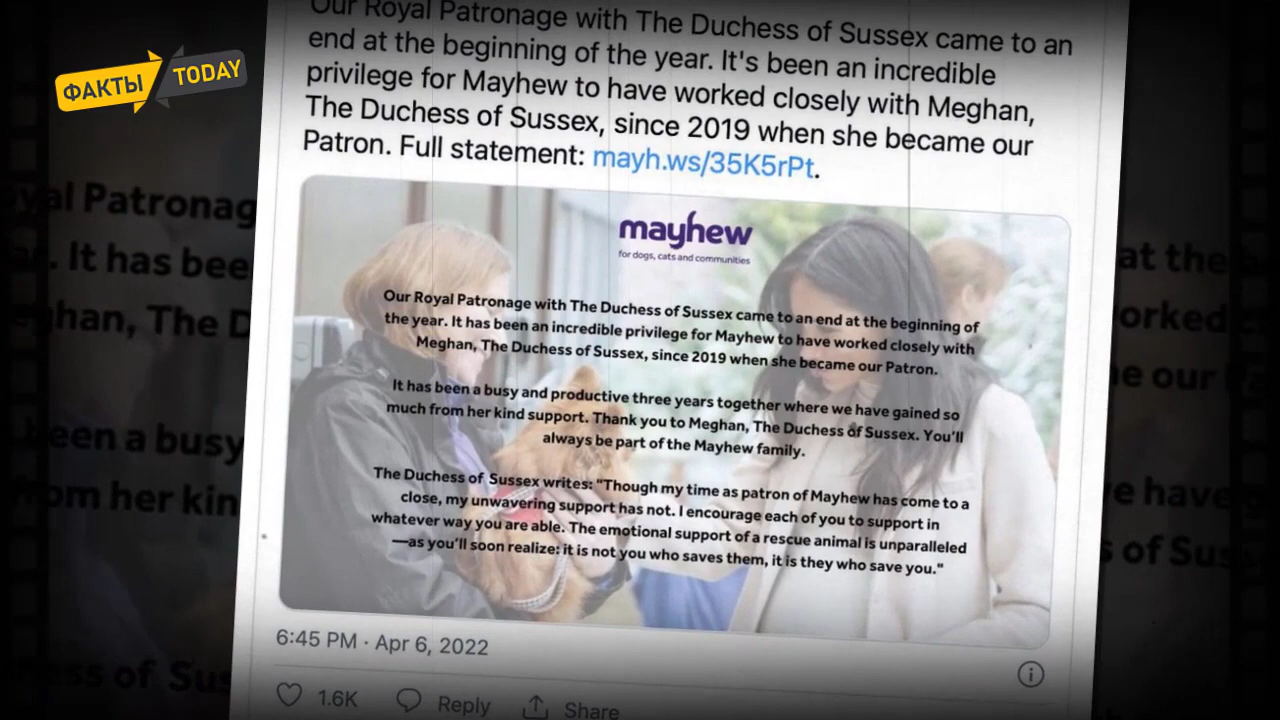 ФАКТЫ TODAY
Our Royal Patronage with The Duchess of Sussex came to an
end at the beginning of the year. It's been an incredible
privilege for Mayhew to have worked closely with Meghan,
The Duchess of Sussex, since 2019 when she became our
Patron. Full statement: mayh.ws/35K5rPt.
mayhew
for dogs, cats and communities
Our Royal Patronage with The Duchess of Sussex came to an end at the beginning of
the year. It has been an incredible privilege for Mayhew to have worked closely with
Meghan, The Duchess of Sussex, since 2019 when she became our Patron.
It has been a busy and productive three years together where we have gained so
much from her kind support. Thank you to Meghan, The Duchess of Sussex. You'll
always be part of the Mayhew family.
The Duchess of Sussex writes: "Though my time as patron of Mayhew has come to a
close, my unwavering support has not. I encourage each of you to support in
whatever way you are able. The emotional support of a rescue animal is unparalleled
—as you'll soon realize: it is not you who saves them, it is they who save you."
6:45 PM · Apr 6, 2022
1.6K Reply Share